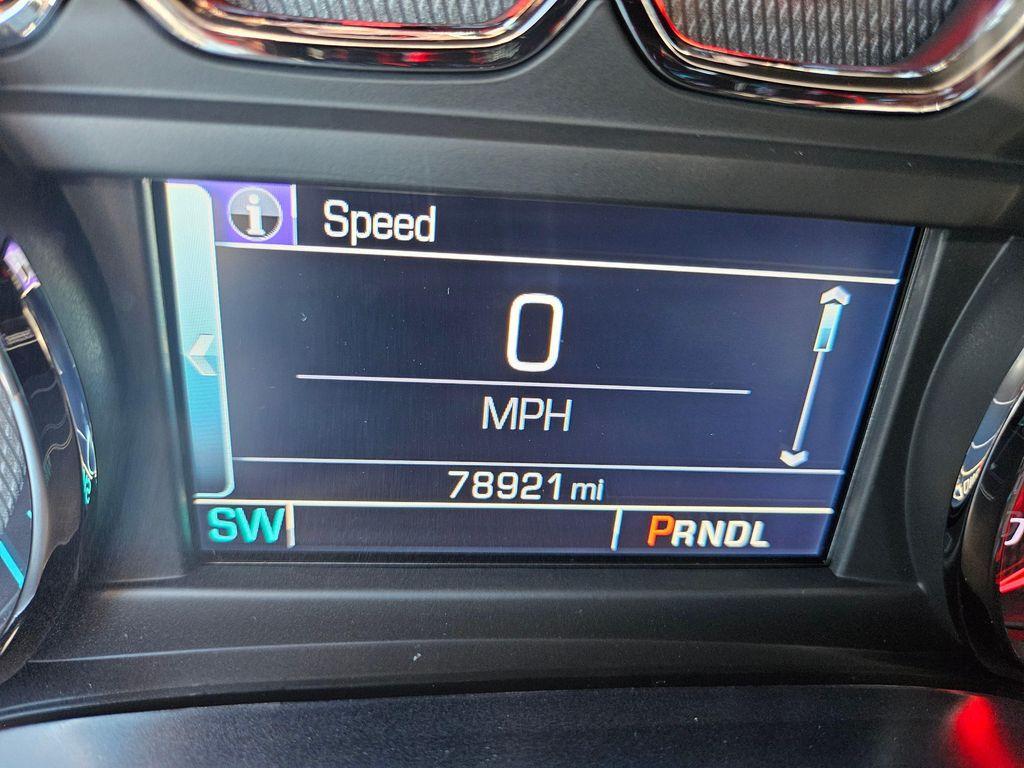 i Speed
0
MPH
78921 mi
SW PRNDL